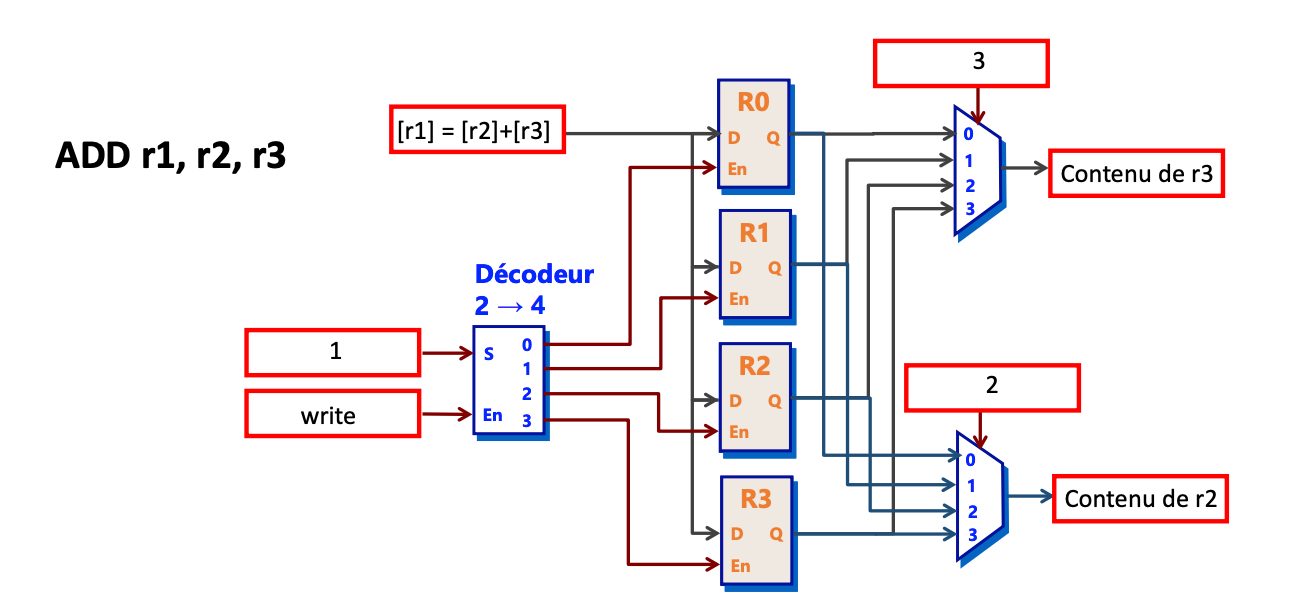 3
R0
[r1] = [r2]+[r3]
D Q
0
ADD r1, r2, r3
1
En
Contenu de r3
2
3
R1
D Q
Décodeur
En
2 → 4
1
S
0
1
R2
2
2
D Q
write
En
3
En
0
1
R3
Contenu de r2
2
D Q
3
En